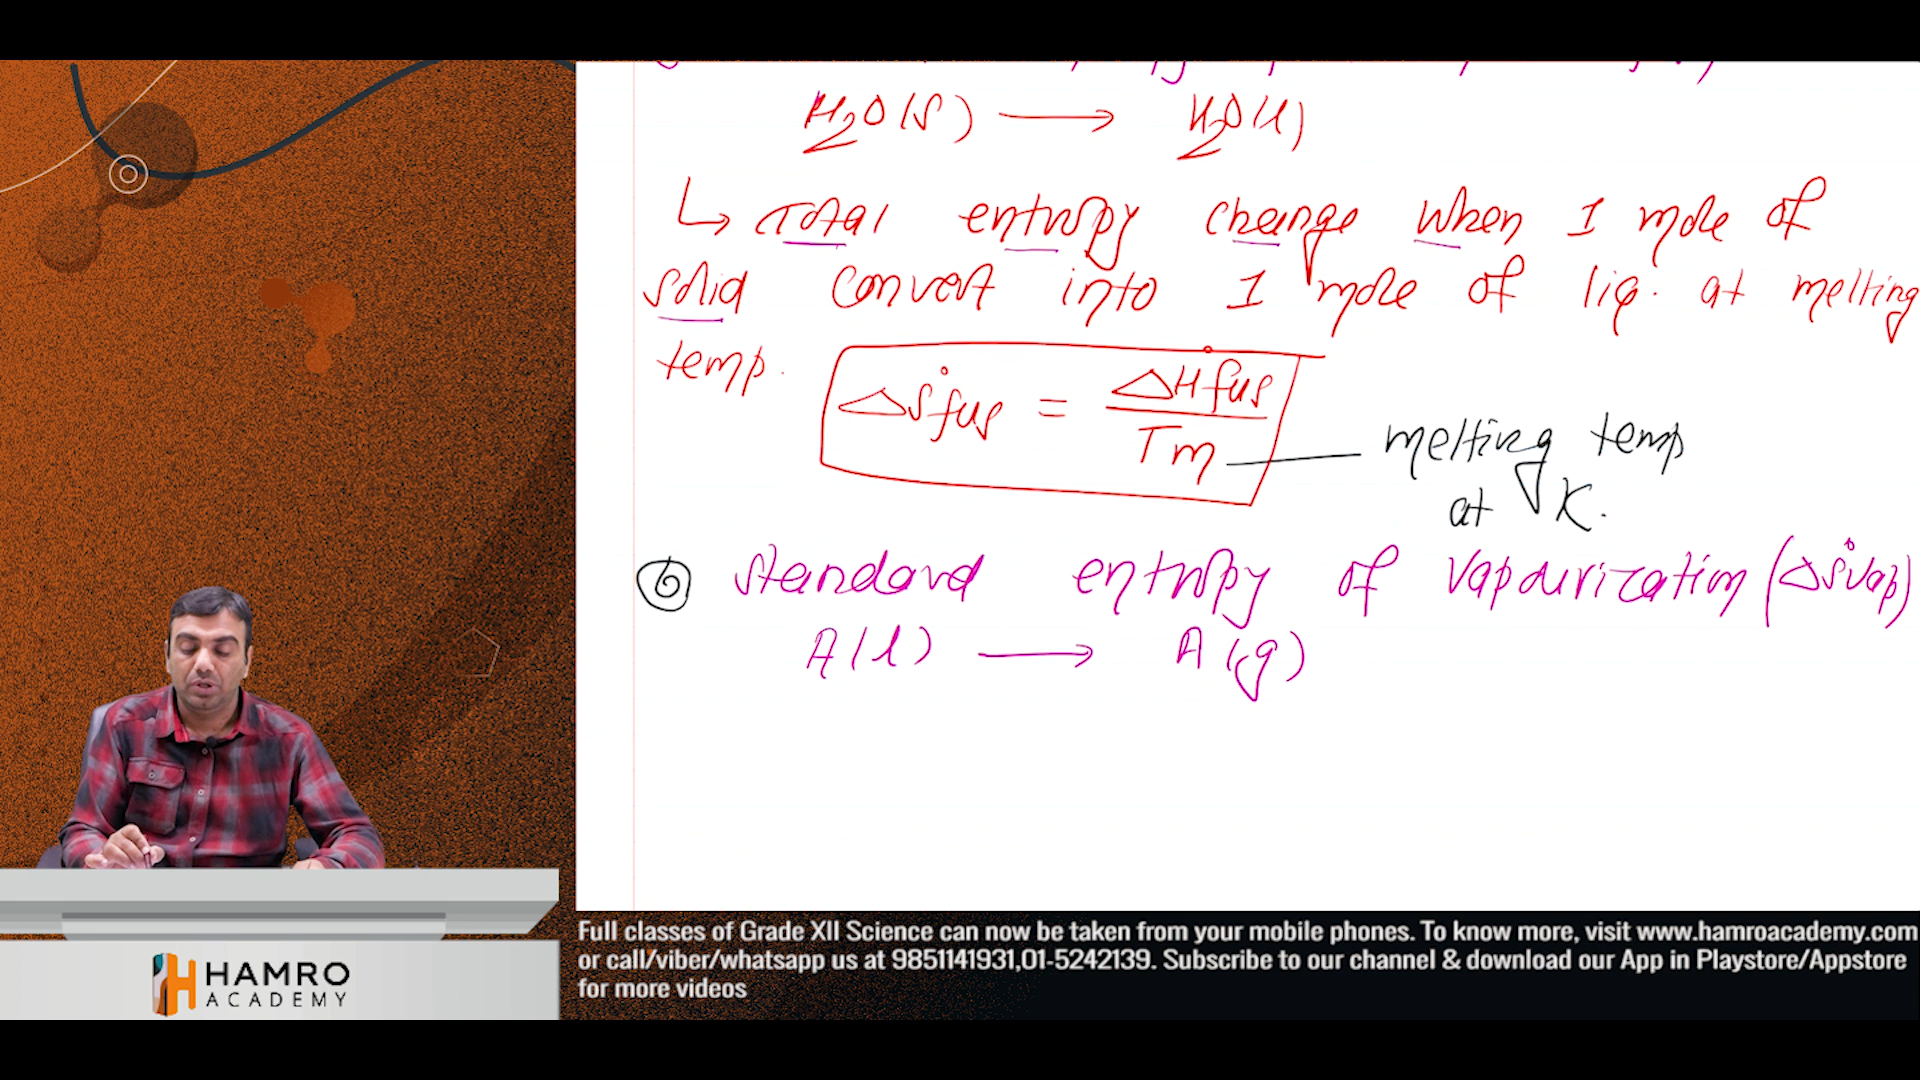 H2O(s) ⟶ H2O(l)
↳ Total entropy change when 1 mole of
solid convert into 1 mole of liq. at melting
temp.
ΔS°fus = ΔH°fus / Tm
melting temp
at K.
⑥ Standard entropy of Vapourization (ΔS°vap)
A(l) ⟶ A(g)
Full classes of Grade XII Science can now be taken from your mobile phones. To know more, visit www.hamroacademy.com
or call/viber/whatsapp us at 9851141931,01-5242139. Subscribe to our channel & download our App in Playstore/Appstore
for more videos
HAMRO
ACADEMY